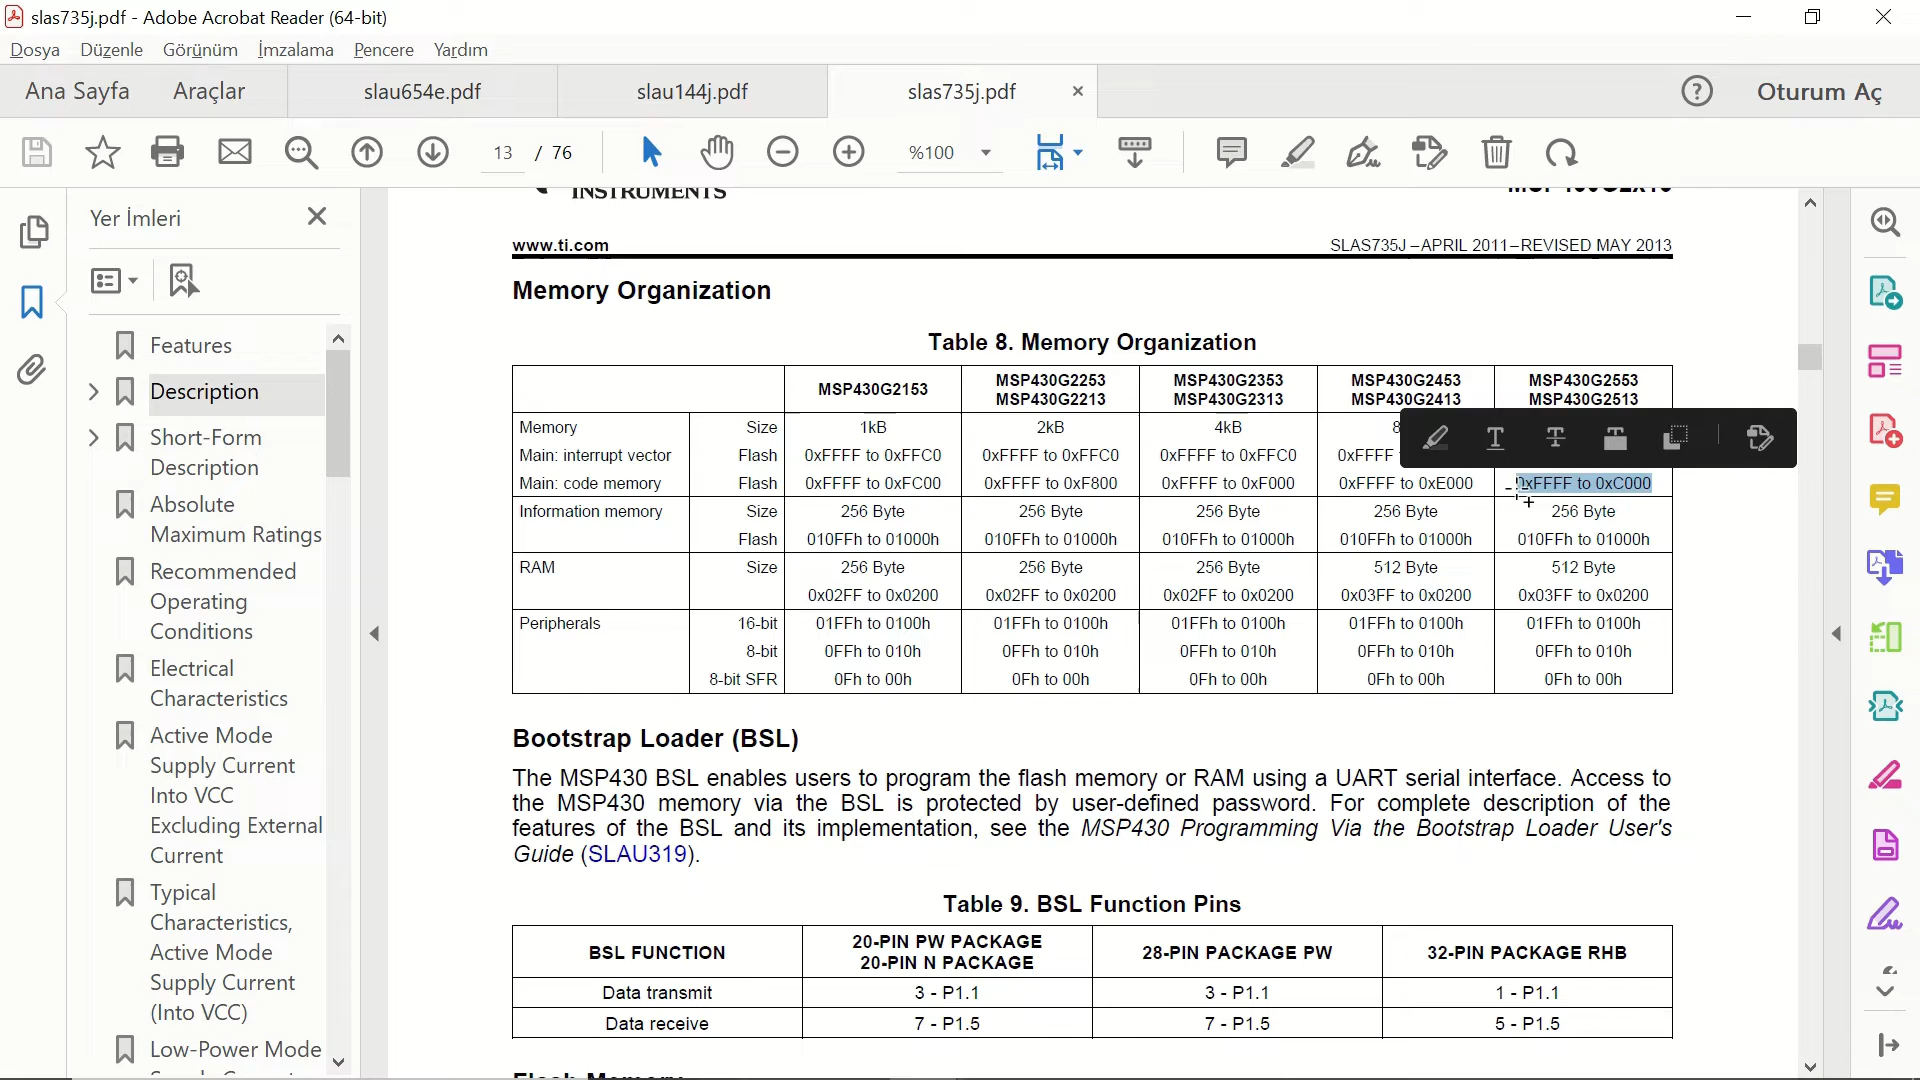 slas735j.pdf - Adobe Acrobat Reader (64-bit)
Dosya Düzenle Görünüm İmzalama Pencere Yardım
Ana Sayfa Araçlar slau654e.pdf slau144j.pdf slas735j.pdf Oturum Aç
13 / 76 %100
Yer İmleri
Features
Description
Short-Form
Description
Absolute
Maximum Ratings
Recommended
Operating
Conditions
Electrical
Characteristics
Active Mode
Supply Current
Into VCC
Excluding External
Current
Typical
Characteristics,
Active Mode
Supply Current
(Into VCC)
Low-Power Mode
INSTRUMENTS
www.ti.com SLAS735J –APRIL 2011–REVISED MAY 2013
Memory Organization
Table 8. Memory Organization
MSP430G2153 MSP430G2253 MSP430G2353 MSP430G2453 MSP430G2553
MSP430G2213 MSP430G2313 MSP430G2413 MSP430G2513
Memory Size 1kB 2kB 4kB 8
Main: interrupt vector Flash 0xFFFF to 0xFFC0 0xFFFF to 0xFFC0 0xFFFF to 0xFFC0 0xFFFF
Main: code memory Flash 0xFFFF to 0xFC00 0xFFFF to 0xF800 0xFFFF to 0xF000 0xFFFF to 0xE000 0xFFFF to 0xC000
Information memory Size 256 Byte 256 Byte 256 Byte 256 Byte 256 Byte
Flash 010FFh to 01000h 010FFh to 01000h 010FFh to 01000h 010FFh to 01000h 010FFh to 01000h
RAM Size 256 Byte 256 Byte 256 Byte 512 Byte 512 Byte
0x02FF to 0x0200 0x02FF to 0x0200 0x02FF to 0x0200 0x03FF to 0x0200 0x03FF to 0x0200
Peripherals 16-bit 01FFh to 0100h 01FFh to 0100h 01FFh to 0100h 01FFh to 0100h 01FFh to 0100h
8-bit 0FFh to 010h 0FFh to 010h 0FFh to 010h 0FFh to 010h 0FFh to 010h
8-bit SFR 0Fh to 00h 0Fh to 00h 0Fh to 00h 0Fh to 00h 0Fh to 00h
Bootstrap Loader (BSL)
The MSP430 BSL enables users to program the flash memory or RAM using a UART serial interface. Access to
the MSP430 memory via the BSL is protected by user-defined password. For complete description of the
features of the BSL and its implementation, see the MSP430 Programming Via the Bootstrap Loader User's
Guide (SLAU319).
Table 9. BSL Function Pins
BSL FUNCTION 20-PIN PW PACKAGE 28-PIN PACKAGE PW 32-PIN PACKAGE RHB
20-PIN N PACKAGE
Data transmit 3 - P1.1 3 - P1.1 1 - P1.1
Data receive 7 - P1.5 7 - P1.5 5 - P1.5